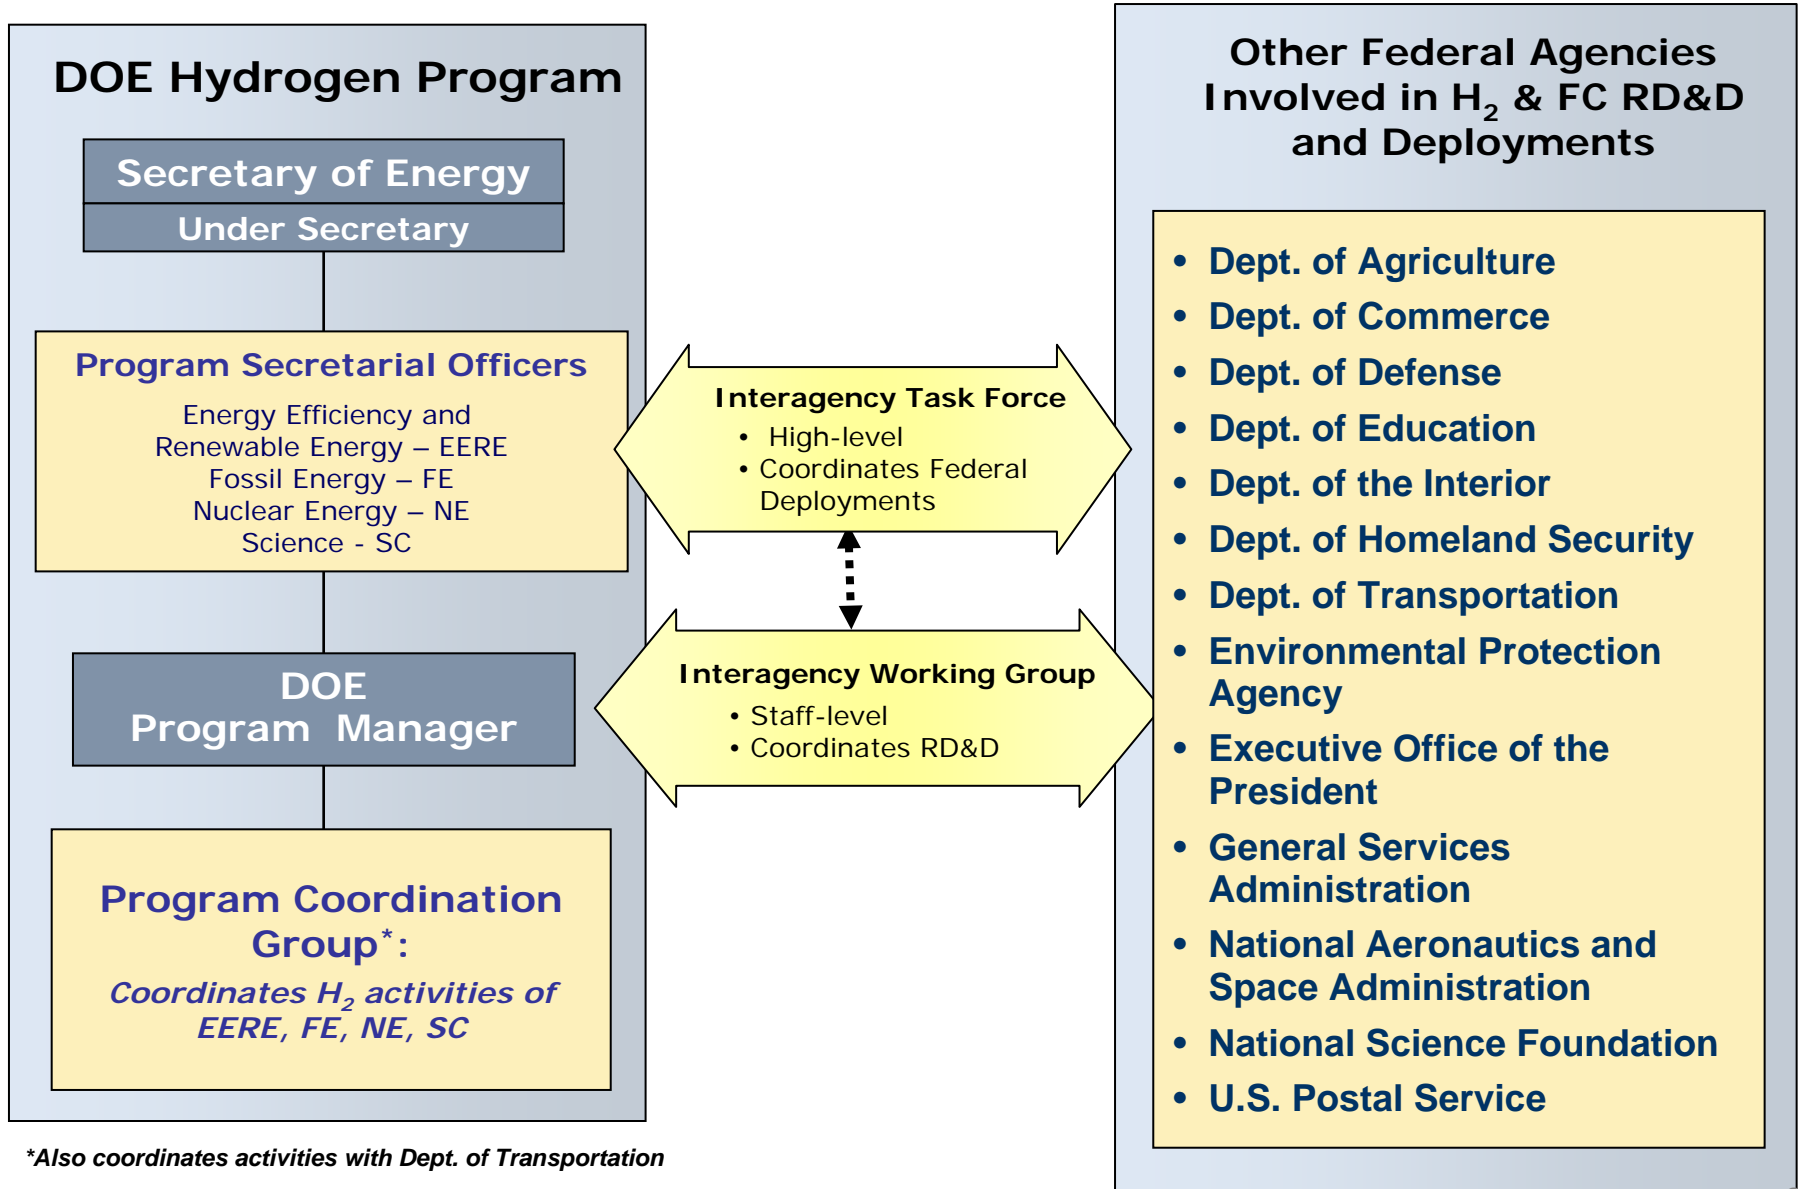 DOE Hydrogen Program
Secretary of Energy
Under Secretary
Program Secretarial Officers
Energy Efficiency and
Renewable Energy – EERE
Fossil Energy – FE
Nuclear Energy – NE
Science - SC
DOE
Program Manager
Program Coordination
Group*:
Coordinates H₂ activities of
EERE, FE, NE, SC
*Also coordinates activities with Dept. of Transportation
Interagency Task Force
• High-level
• Coordinates Federal
Deployments
Interagency Working Group
• Staff-level
• Coordinates RD&D
Other Federal Agencies
Involved in H₂ & FC RD&D
and Deployments
• Dept. of Agriculture
• Dept. of Commerce
• Dept. of Defense
• Dept. of Education
• Dept. of the Interior
• Dept. of Homeland Security
• Dept. of Transportation
• Environmental Protection
Agency
• Executive Office of the
President
• General Services
Administration
• National Aeronautics and
Space Administration
• National Science Foundation
• U.S. Postal Service